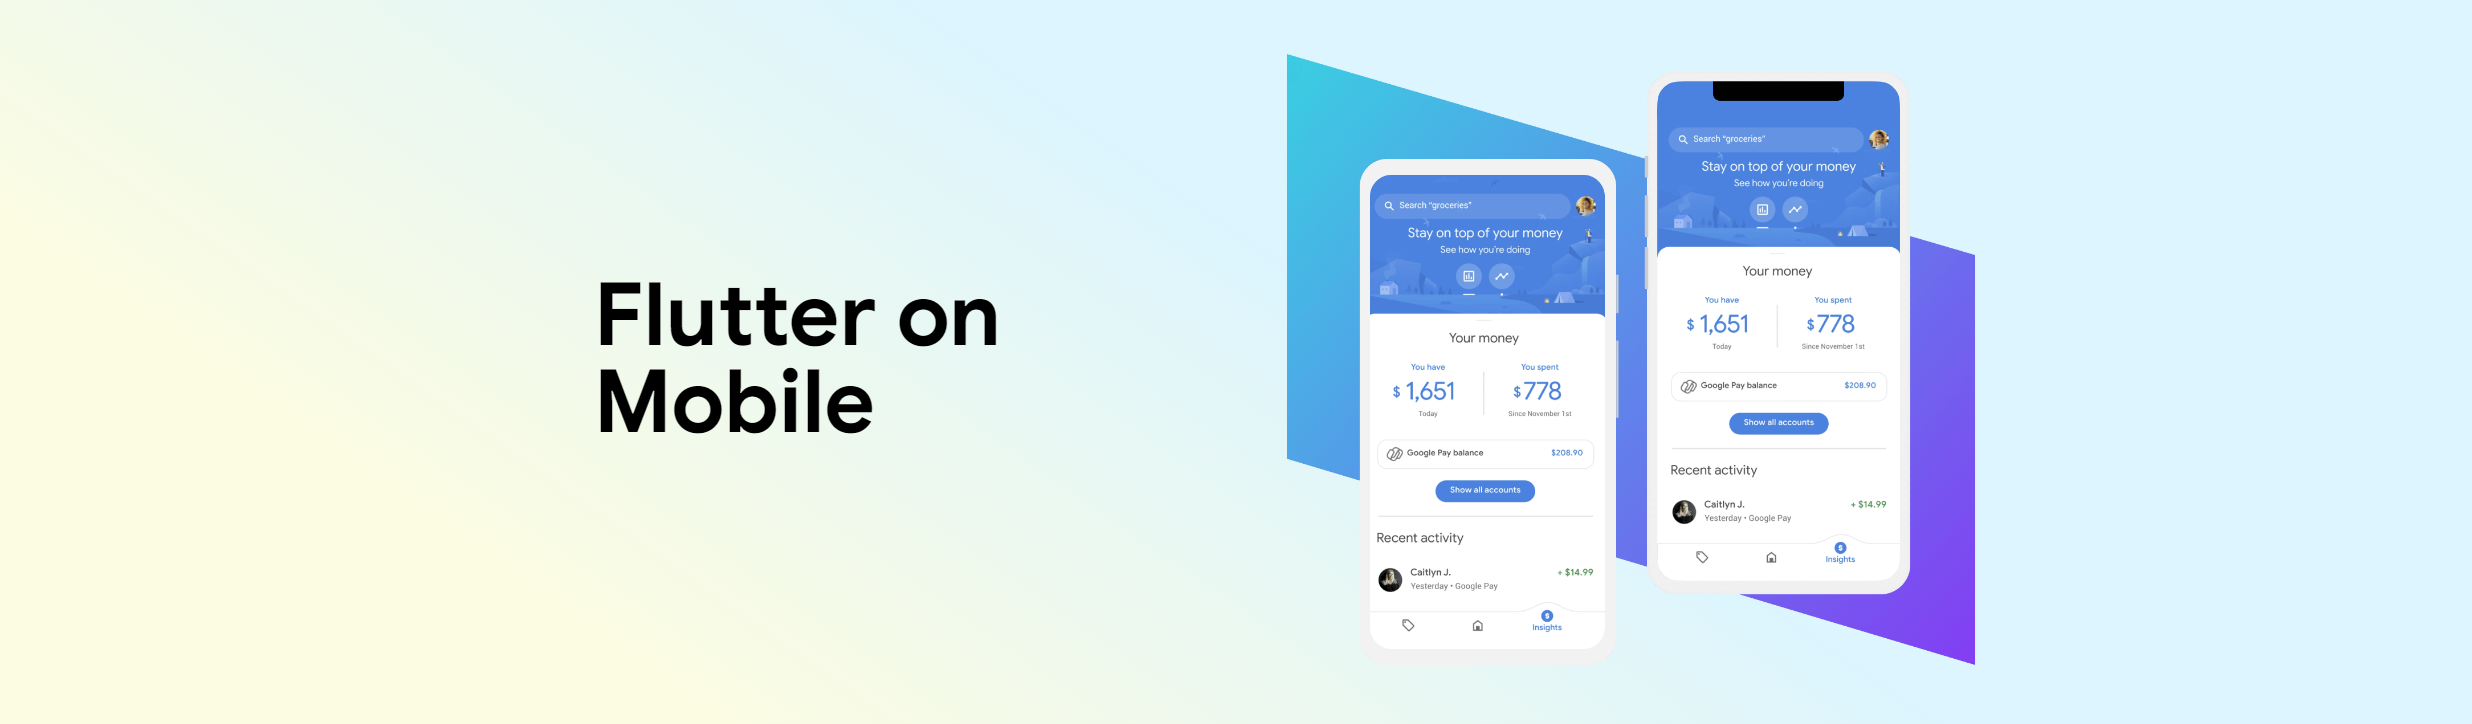 Flutter on
Mobile
Search “groceries”
Stay on top of your money
See how you're doing
Your money
You have
You spent
$ 1,651
$ 778
Today
Since November 1st
Google Pay balance
$208.90
Show all accounts
Recent activity
Caitlyn J.
+ $14.99
Yesterday • Google Pay
Insights
Search “groceries”
Stay on top of your money
See how you're doing
Your money
You have
You spent
$ 1,651
$ 778
Today
Since November 1st
Google Pay balance
$208.90
Show all accounts
Recent activity
Caitlyn J.
+ $14.99
Yesterday • Google Pay
Insights